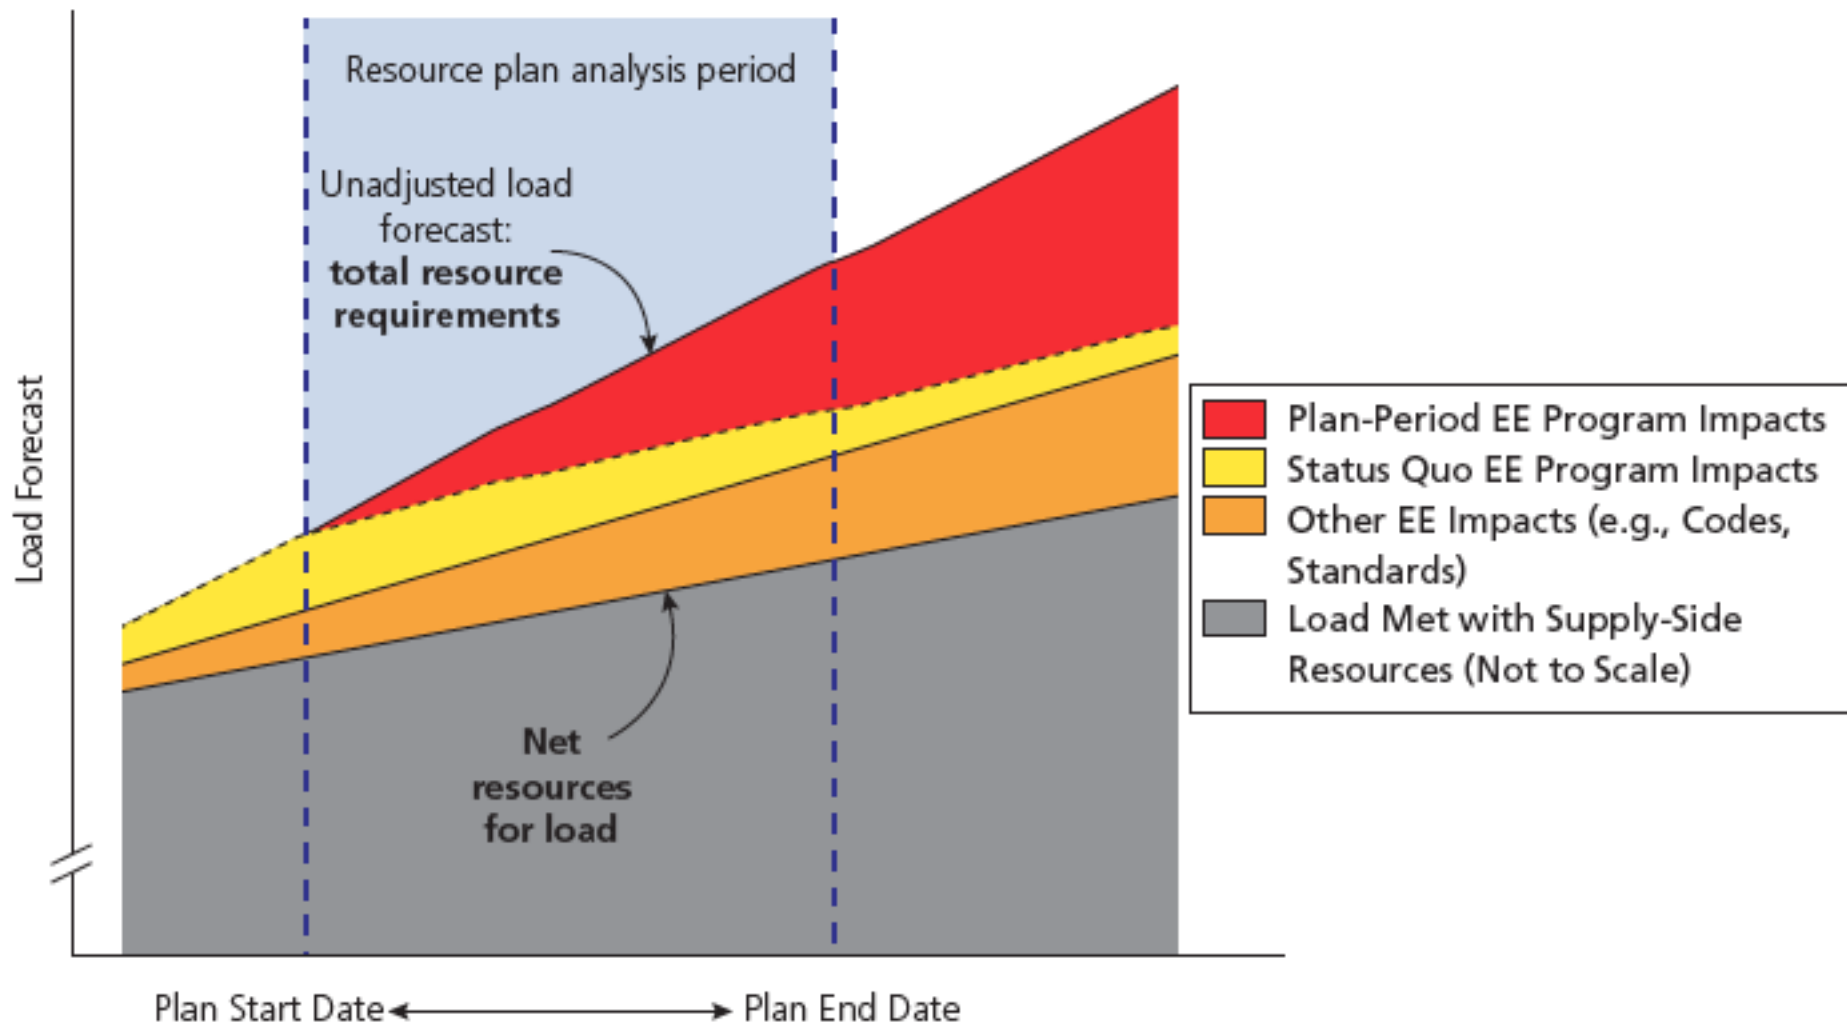 Resource plan analysis period
Unadjusted load
forecast:
total resource
requirements
Load Forecast
Net
resources
for load
Plan-Period EE Program Impacts
Status Quo EE Program Impacts
Other EE Impacts (e.g., Codes,
Standards)
Load Met with Supply-Side
Resources (Not to Scale)
Plan Start Date
Plan End Date